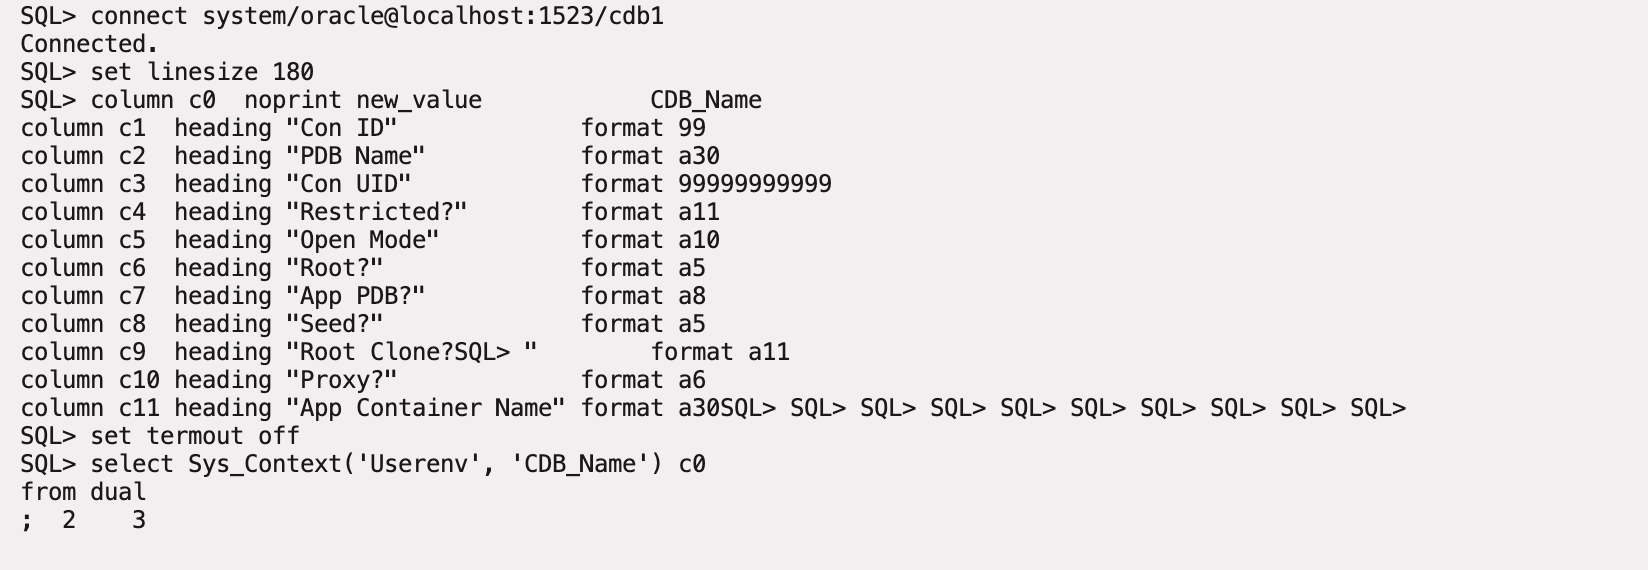 SQL> connect system/oracle@localhost:1523/cdb1
Connected.
SQL> set linesize 180
SQL> column c0  noprint new_value            CDB_Name
column c1  heading "Con ID"             format 99
column c2  heading "PDB Name"           format a30
column c3  heading "Con UID"            format 99999999999
column c4  heading "Restricted?"        format a11
column c5  heading "Open Mode"          format a10
column c6  heading "Root?"              format a5
column c7  heading "App PDB?"           format a8
column c8  heading "Seed?"              format a5
column c9  heading "Root Clone?SQL> "        format a11
column c10 heading "Proxy?"             format a6
column c11 heading "App Container Name" format a30SQL> SQL> SQL> SQL> SQL> SQL> SQL> SQL> SQL> SQL>
SQL> set termout off
SQL> select Sys_Context('Userenv', 'CDB_Name') c0
from dual
;  2    3